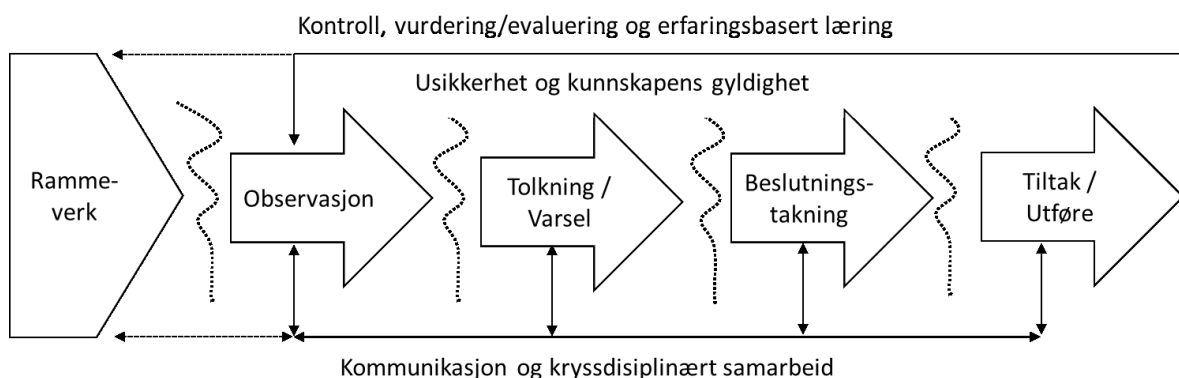 Kontroll, vurdering/evaluering og erfaringsbasert læring
Usikkerhet og kunnskapens gyldighet
Ramme-
verk
Observasjon
Tolkning /
Varsel
Beslutnings-
takning
Tiltak /
Utføre
Kommunikasjon og kryssdisiplinært samarbeid